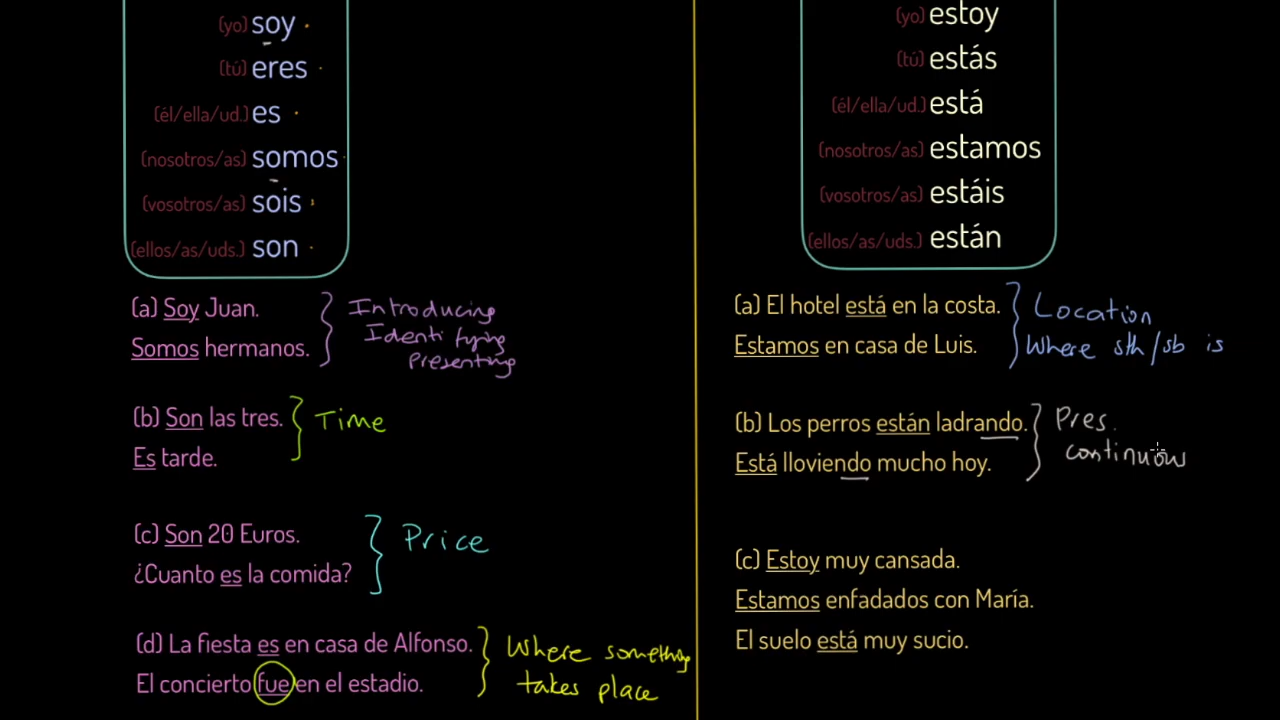 (yo) soy
(tú) eres
(él/ella/ud.) es
(nosotros/as) somos
(vosotros/as) sois
(ellos/as/uds.) son
(a) Soy Juan.
Somos hermanos.
Introducing
Identifying
Presenting
(b) Son las tres.
Es tarde.
Time
(c) Son 20 Euros.
¿Cuanto es la comida?
Price
(d) La fiesta es en casa de Alfonso.
El concierto fue en el estadio.
Where something
takes place
(yo) estoy
(tú) estás
(él/ella/ud.) está
(nosotros/as) estamos
(vosotros/as) estáis
(ellos/as/uds.) están
(a) El hotel está en la costa.
Estamos en casa de Luis.
Location
Where sth/sb is
(b) Los perros están ladrando.
Está lloviendo mucho hoy.
Pres.
continuous
(c) Estoy muy cansada.
Estamos enfadados con María.
El suelo está muy sucio.